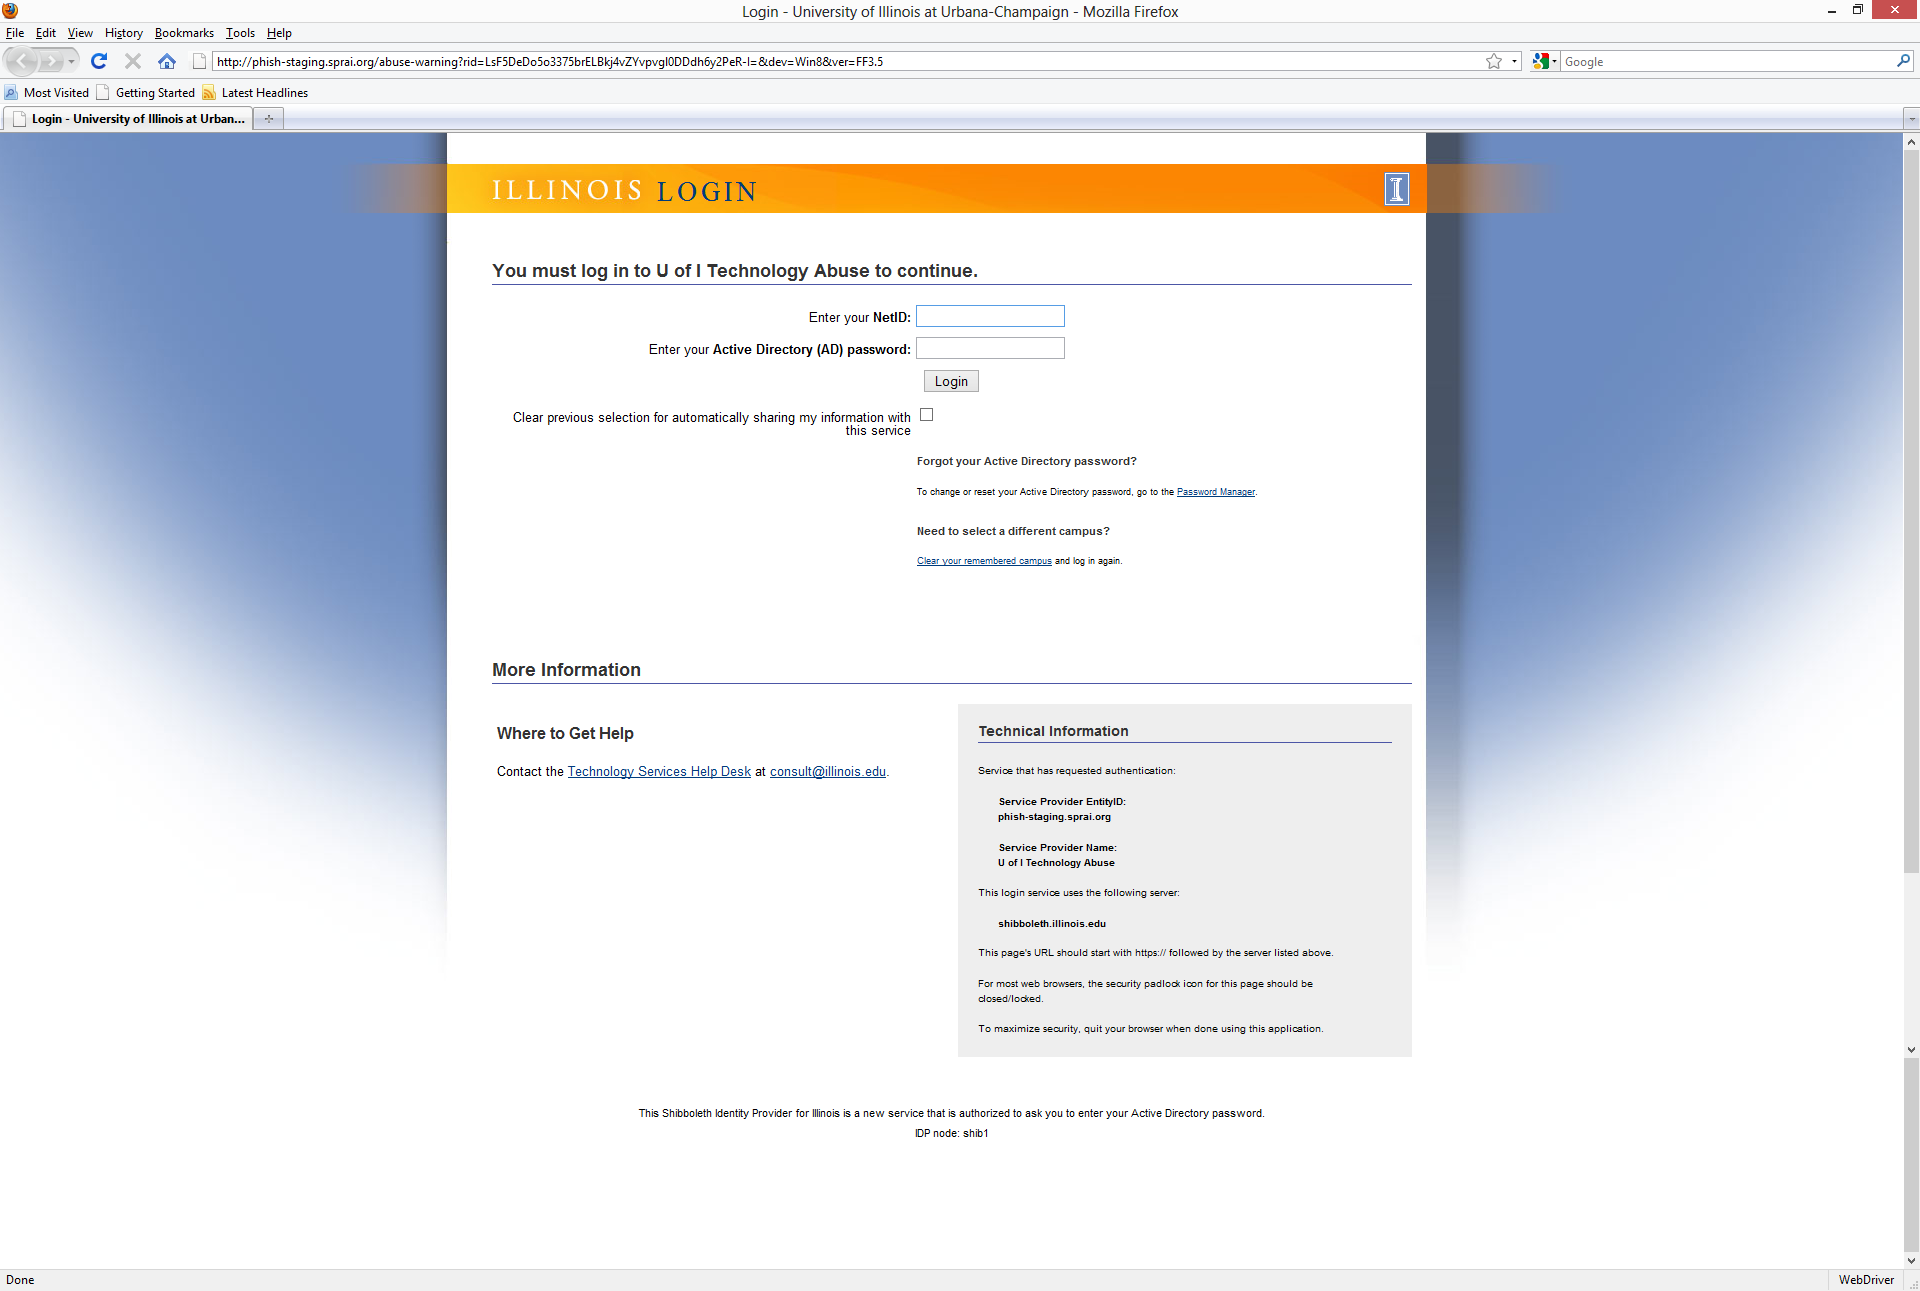 Login - University of Illinois at Urbana-Champaign - Mozilla Firefox
File Edit View History Bookmarks Tools Help
http://phish-staging.sprai.org/abuse-warning?rid=LsF5DeDo5o3375brELBkj4vZYvpvgI0DDdh6y2PeR-I=&dev=Win8&ver=FF3.5
Google
Most Visited Getting Started Latest Headlines
Login - University of Illinois at Urban...
ILLINOIS LOGIN
I
You must log in to U of I Technology Abuse to continue.
Enter your NetID:
Enter your Active Directory (AD) password:
Login
Clear previous selection for automatically sharing my information with
this service
Forgot your Active Directory password?
To change or reset your Active Directory password, go to the Password Manager.
Need to select a different campus?
Clear your remembered campus and log in again.
More Information
Where to Get Help
Contact the Technology Services Help Desk at consult@illinois.edu.
Technical Information
Service that has requested authentication:
Service Provider EntityID:
phish-staging.sprai.org
Service Provider Name:
U of I Technology Abuse
This login service uses the following server:
shibboleth.illinois.edu
This page's URL should start with https:// followed by the server listed above.
For most web browsers, the security padlock icon for this page should be
closed/locked.
To maximize security, quit your browser when done using this application.
This Shibboleth Identity Provider for Illinois is a new service that is authorized to ask you to enter your Active Directory password.
IDP node: shib1
Done
WebDriver